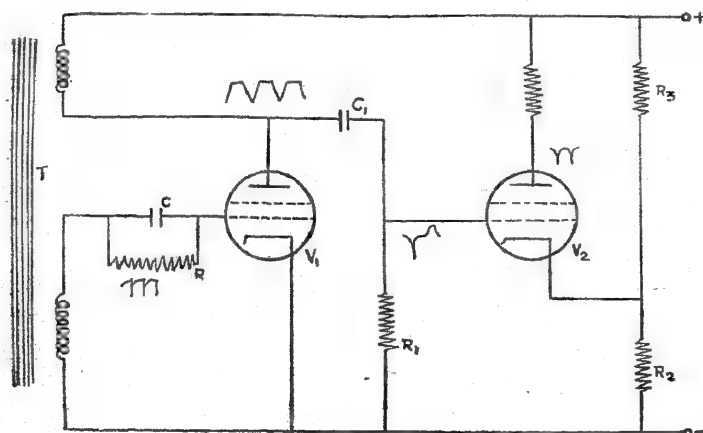 +
C₁
R₃
T
C
V₁
V₂
R
R₁
R₂
-